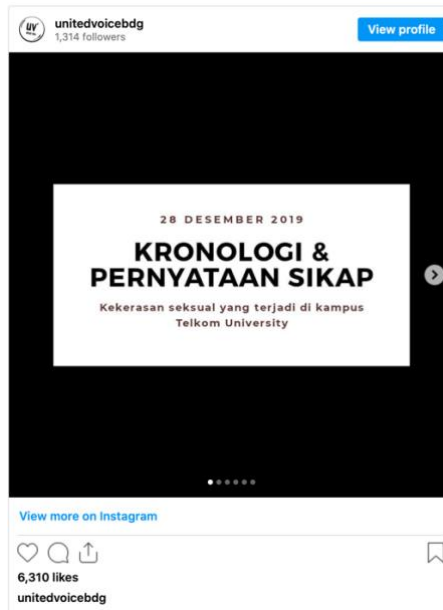 unitedvoicebdg
1,314 followers
View profile
28 DESEMBER 2019
KRONOLOGI &
PERNYATAAN SIKAP
Kekerasan seksual yang terjadi di kampus
Telkom University
View more on Instagram
6,310 likes
unitedvoicebdg